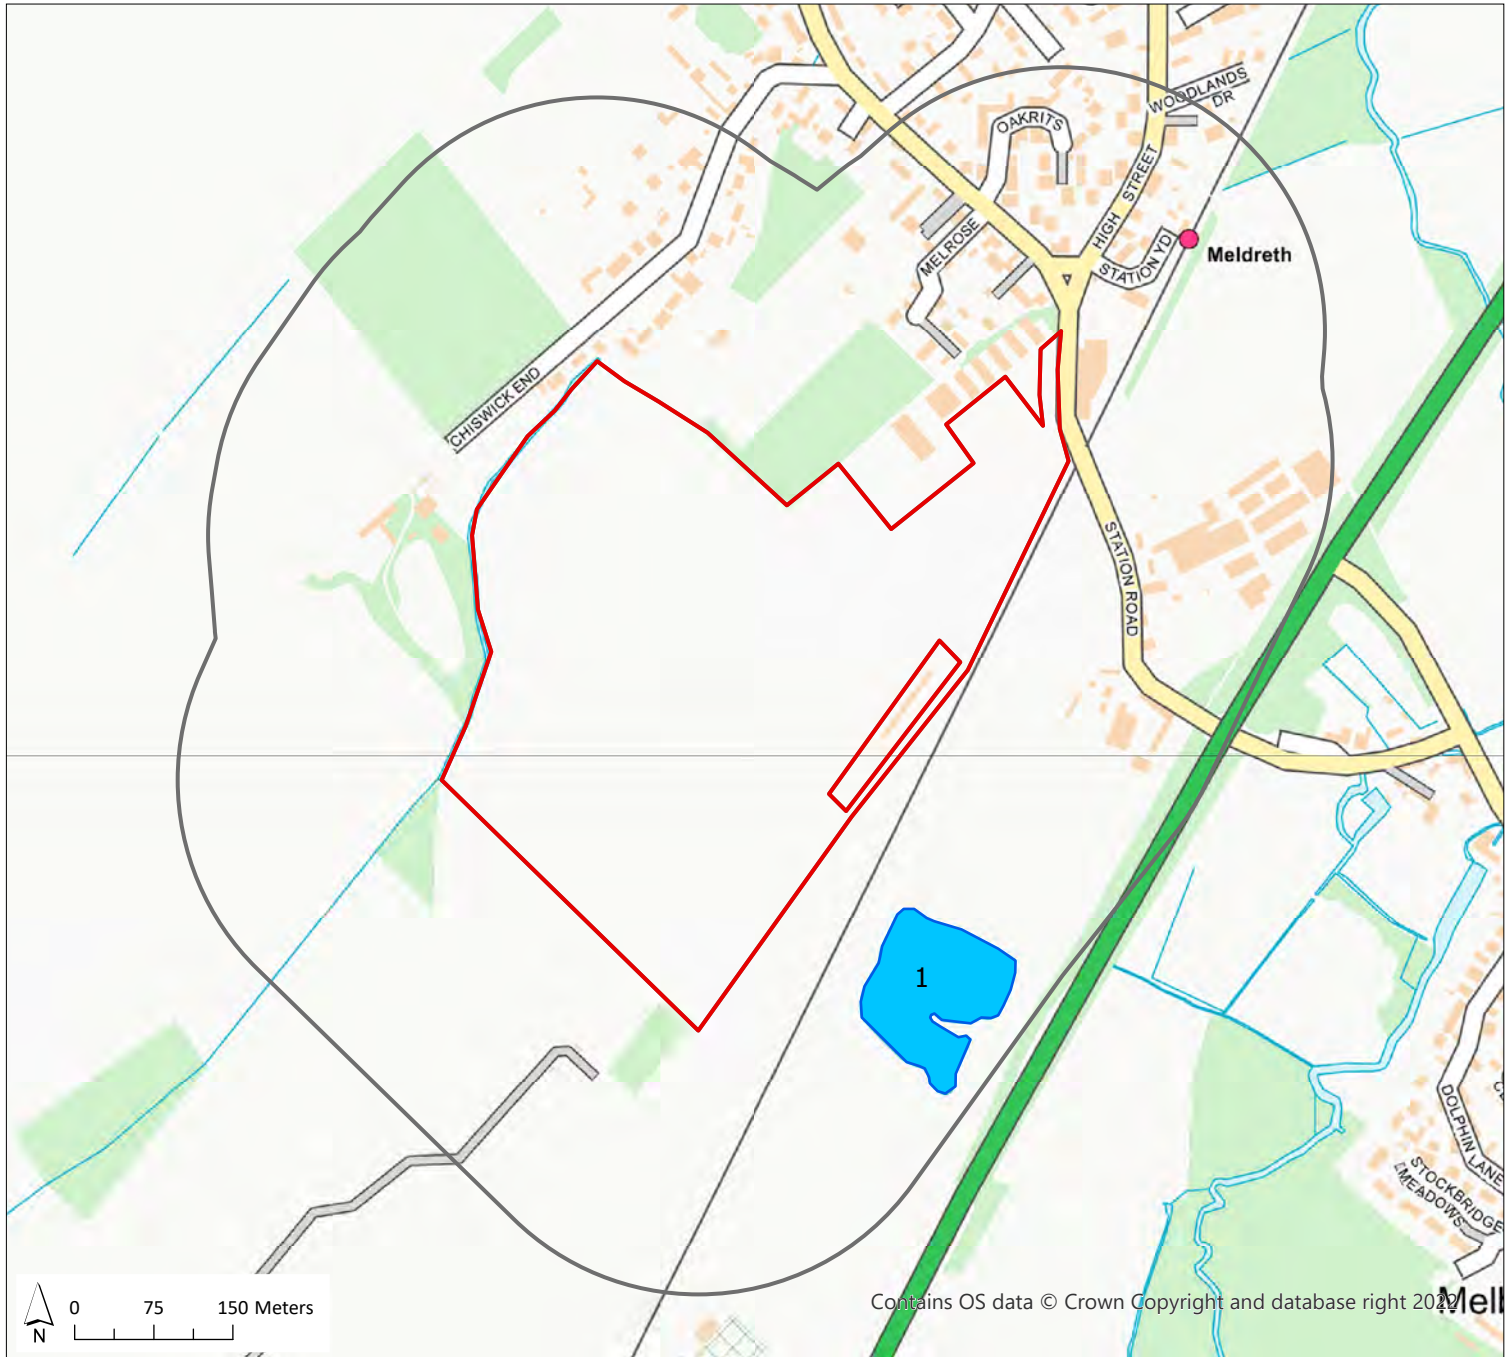 WOODLANDS
DR
OAKRITS
HIGH STREET
MELROSE
STATION YD
Meldreth
CHISWICK END
STATION ROAD
1
DOLPHIN LANE
STOCKBRIDGE
MEADOWS
Contains OS data © Crown Copyright and database right 2022
Mel
N
0 75 150 Meters